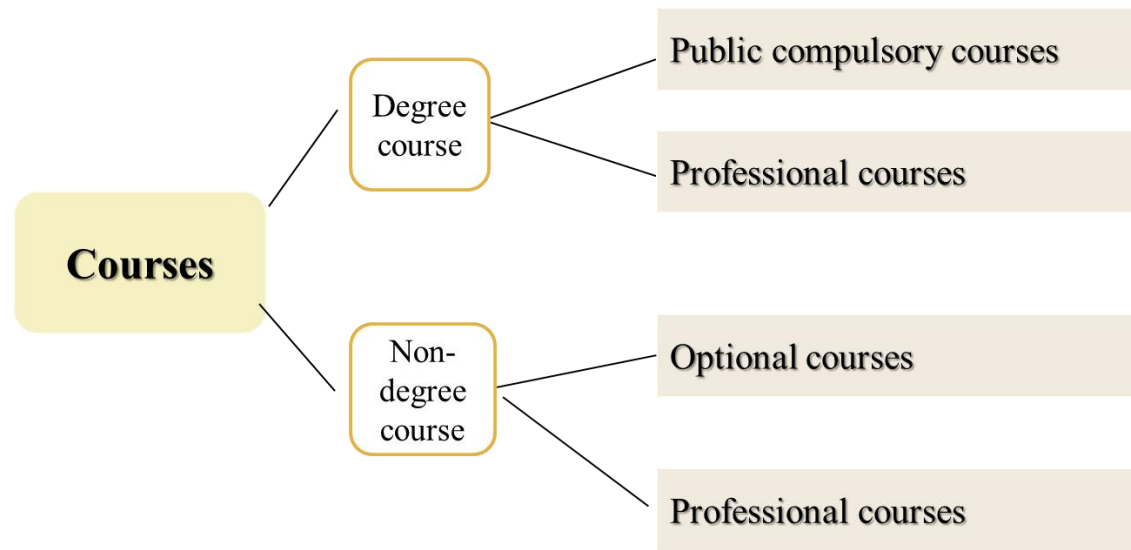 Courses
Degree
course
Public compulsory courses
Professional courses
Non-
degree
course
Optional courses
Professional courses